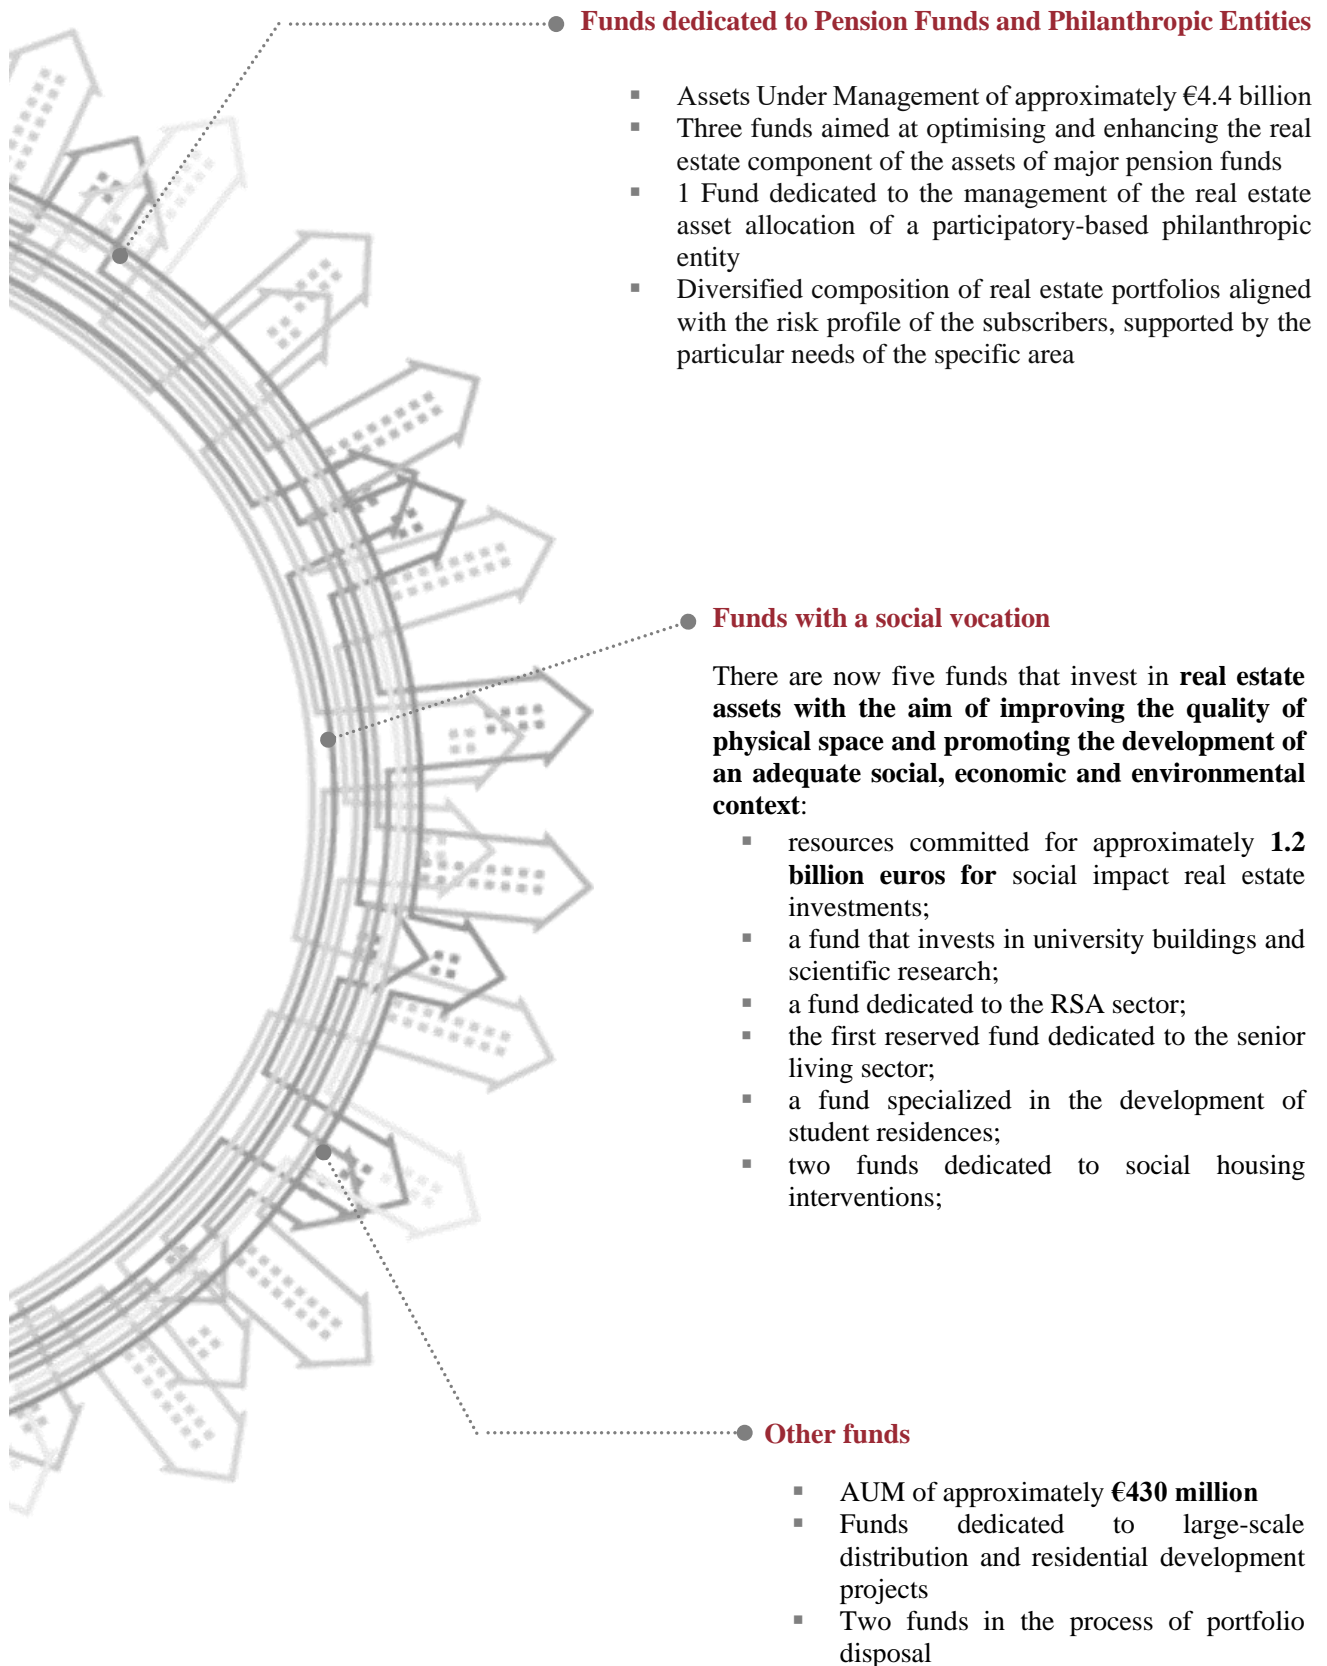 Funds dedicated to Pension Funds and Philanthropic Entities
▪ Assets Under Management of approximately €4.4 billion
▪ Three funds aimed at optimising and enhancing the real
estate component of the assets of major pension funds
▪ 1 Fund dedicated to the management of the real estate
asset allocation of a participatory-based philanthropic
entity
▪ Diversified composition of real estate portfolios aligned
with the risk profile of the subscribers, supported by the
particular needs of the specific area
Funds with a social vocation
There are now five funds that invest in real estate
assets with the aim of improving the quality of
physical space and promoting the development of
an adequate social, economic and environmental
context:
▪ resources committed for approximately 1.2
billion euros for social impact real estate
investments;
▪ a fund that invests in university buildings and
scientific research;
▪ a fund dedicated to the RSA sector;
▪ the first reserved fund dedicated to the senior
living sector;
▪ a fund specialized in the development of
student residences;
▪ two funds dedicated to social housing
interventions;
Other funds
▪ AUM of approximately €430 million
▪ Funds dedicated to large-scale
distribution and residential development
projects
▪ Two funds in the process of portfolio
disposal